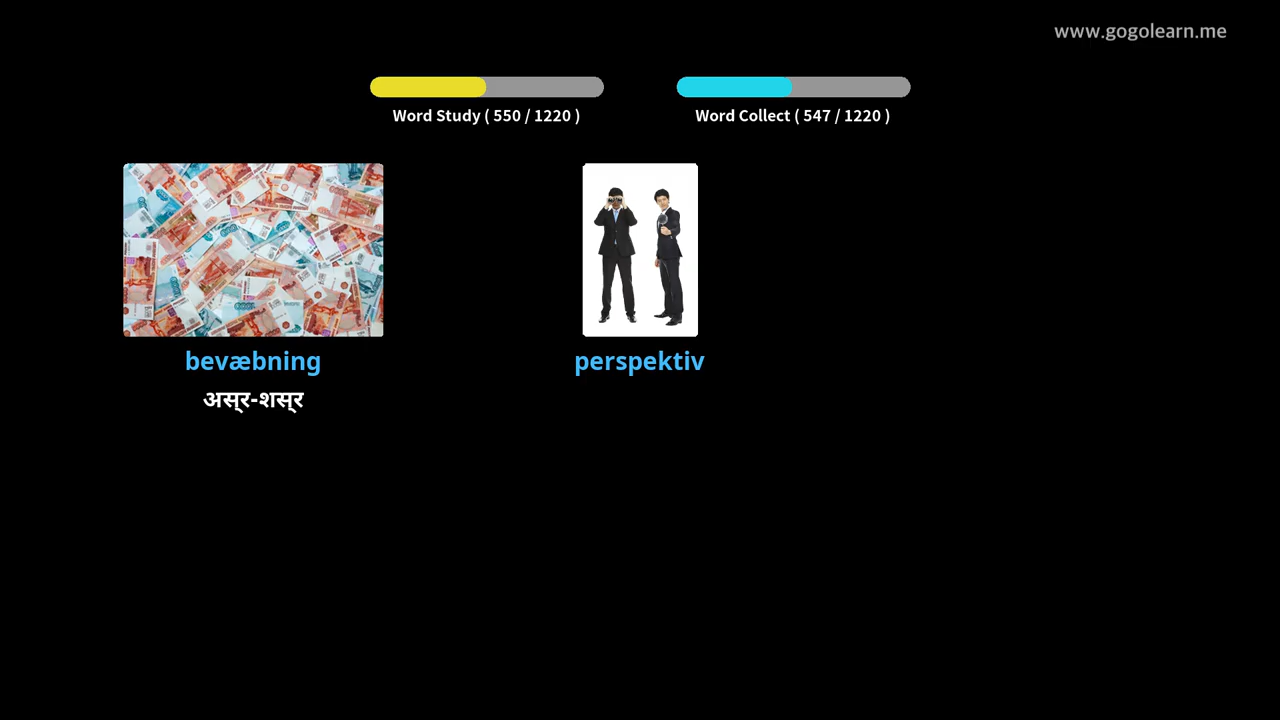 www.gogolearn.me
Word Study ( 550 / 1220 )
Word Collect ( 547 / 1220 )
bevæbning
perspektiv
अस्र-शस्र